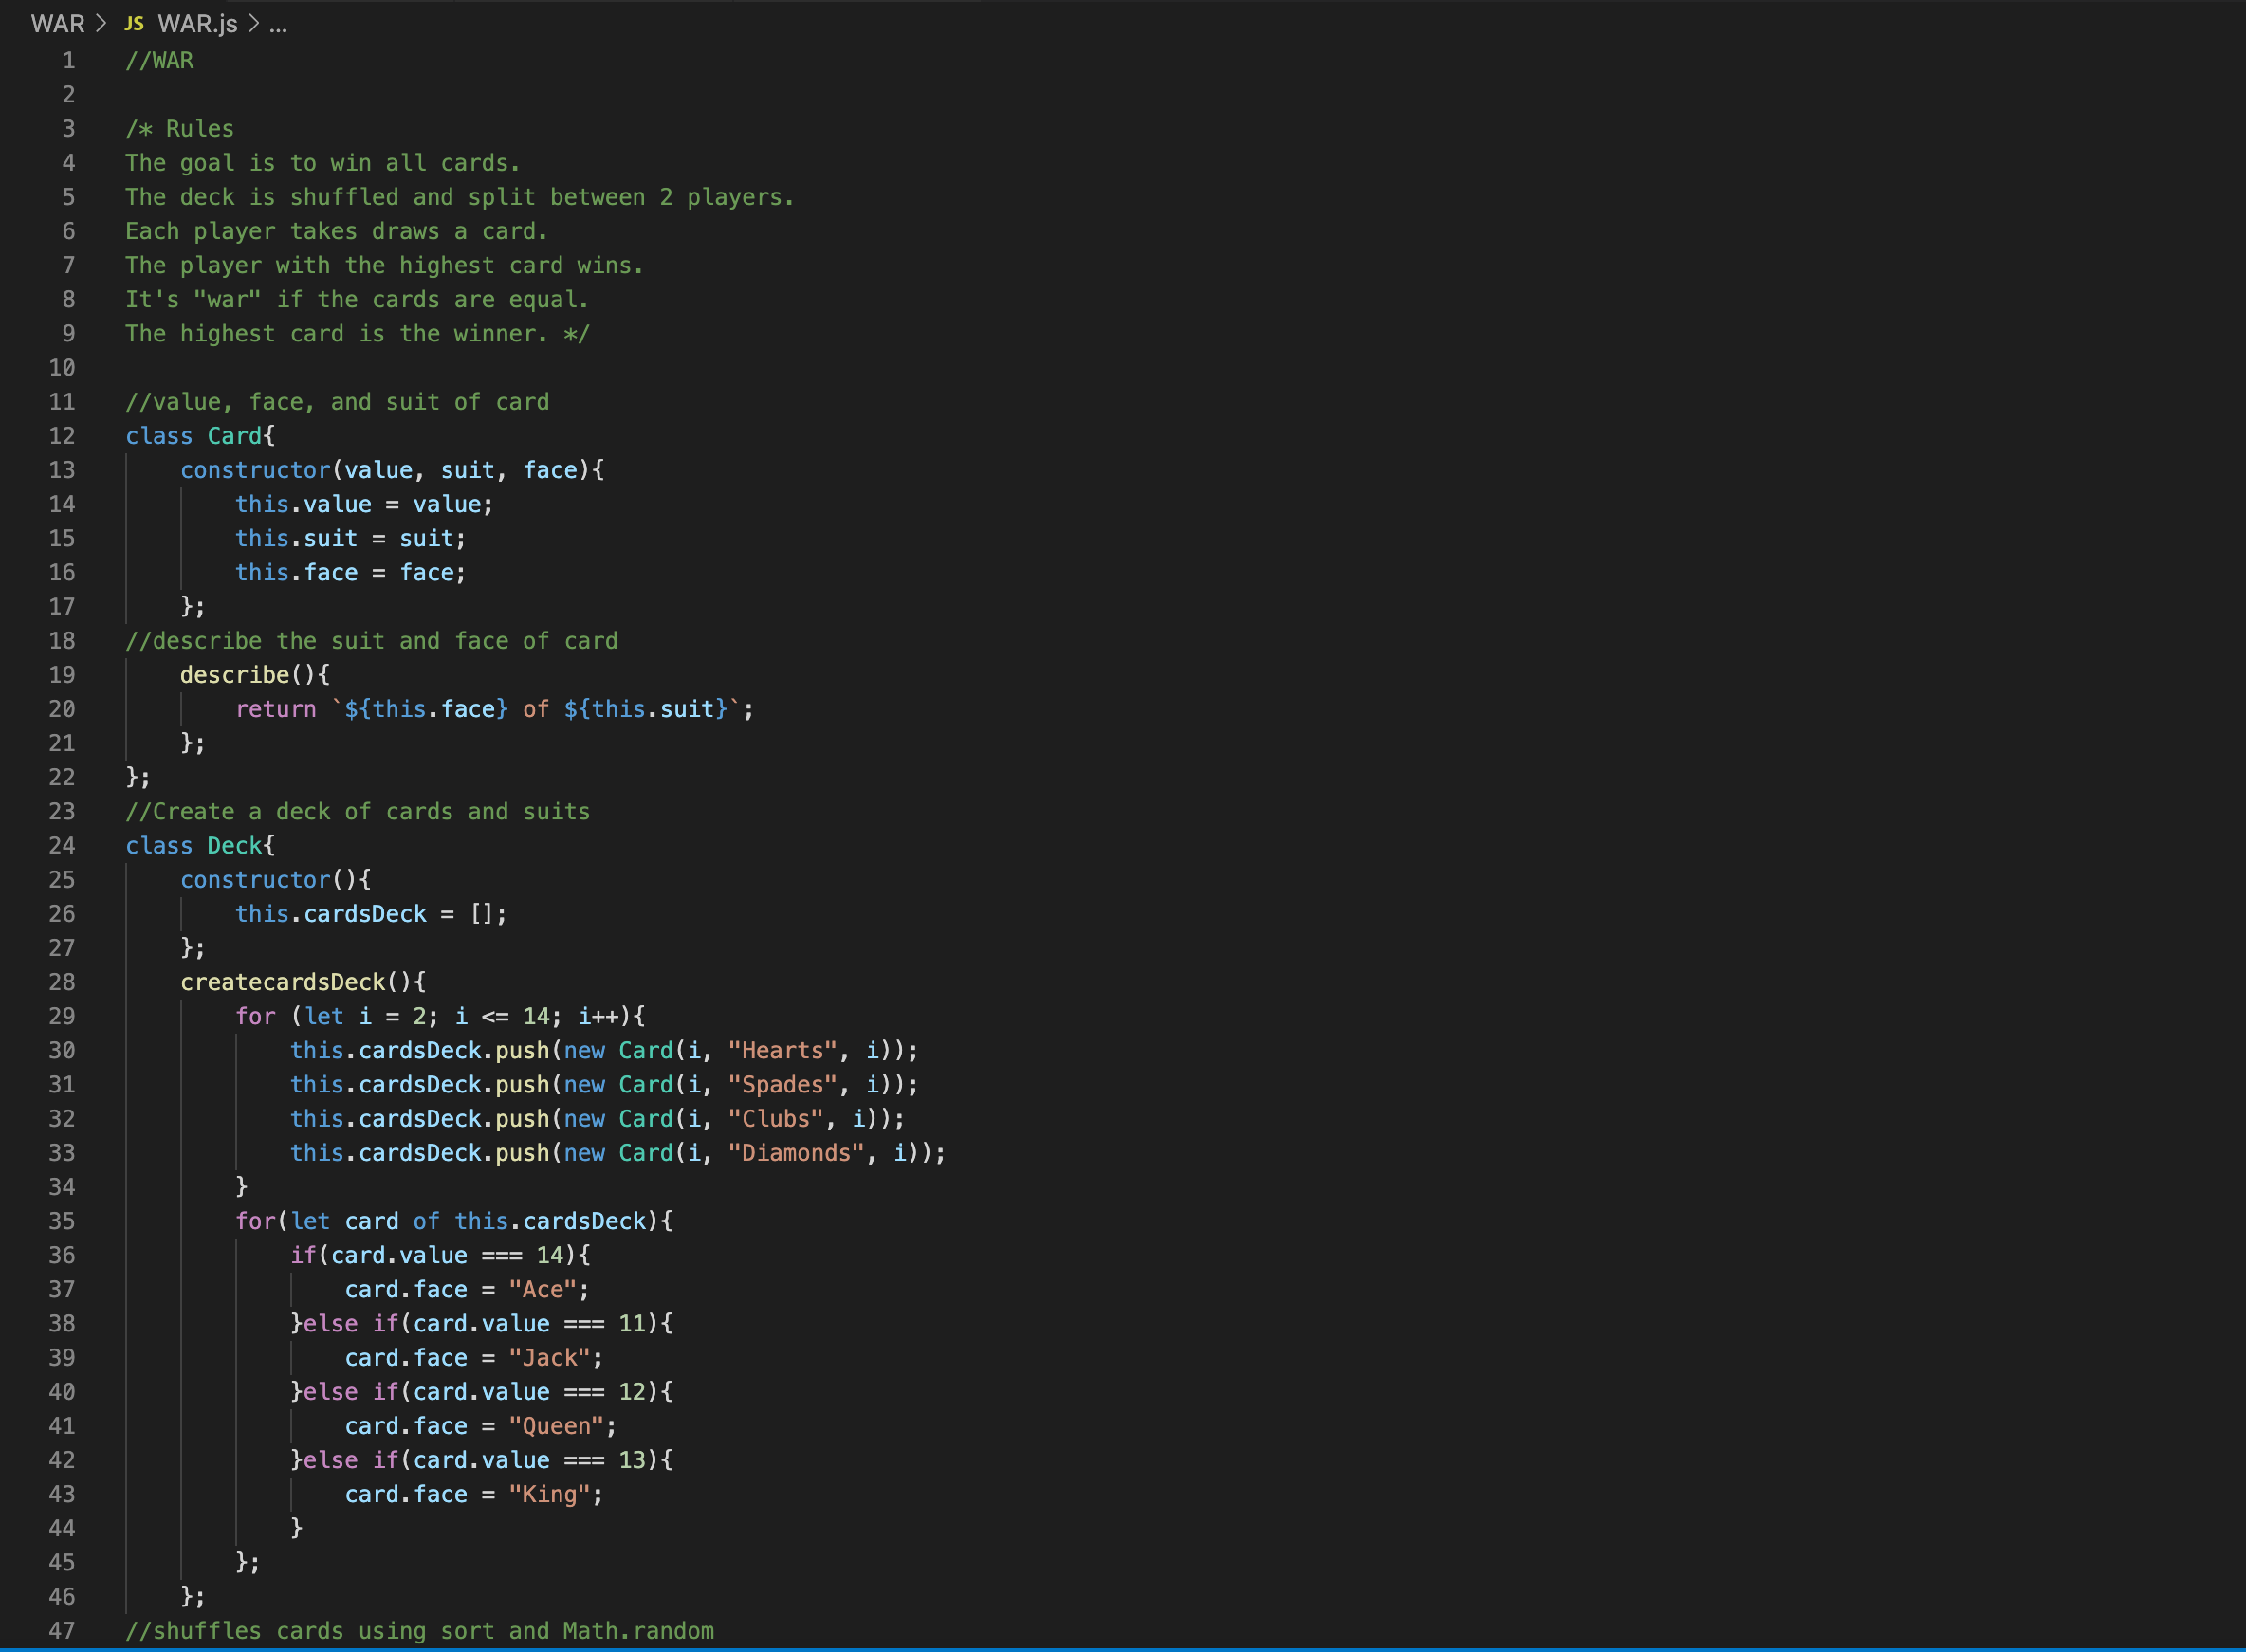 WAR > JS WAR.js > ...
1 //WAR
2
3 /* Rules
4 The goal is to win all cards.
5 The deck is shuffled and split between 2 players.
6 Each player takes draws a card.
7 The player with the highest card wins.
8 It's "war" if the cards are equal.
9 The highest card is the winner. */
10
11 //value, face, and suit of card
12 class Card{
13     constructor(value, suit, face){
14         this.value = value;
15         this.suit = suit;
16         this.face = face;
17     };
18 //describe the suit and face of card
19     describe(){
20         return `${this.face} of ${this.suit}`;
21     };
22 };
23 //Create a deck of cards and suits
24 class Deck{
25     constructor(){
26         this.cardsDeck = [];
27     };
28     createcardsDeck(){
29         for (let i = 2; i <= 14; i++){
30             this.cardsDeck.push(new Card(i, "Hearts", i));
31             this.cardsDeck.push(new Card(i, "Spades", i));
32             this.cardsDeck.push(new Card(i, "Clubs", i));
33             this.cardsDeck.push(new Card(i, "Diamonds", i));
34         }
35         for(let card of this.cardsDeck){
36             if(card.value === 14){
37                 card.face = "Ace";
38             }else if(card.value === 11){
39                 card.face = "Jack";
40             }else if(card.value === 12){
41                 card.face = "Queen";
42             }else if(card.value === 13){
43                 card.face = "King";
44             }
45         };
46     };
47 //shuffles cards using sort and Math.random